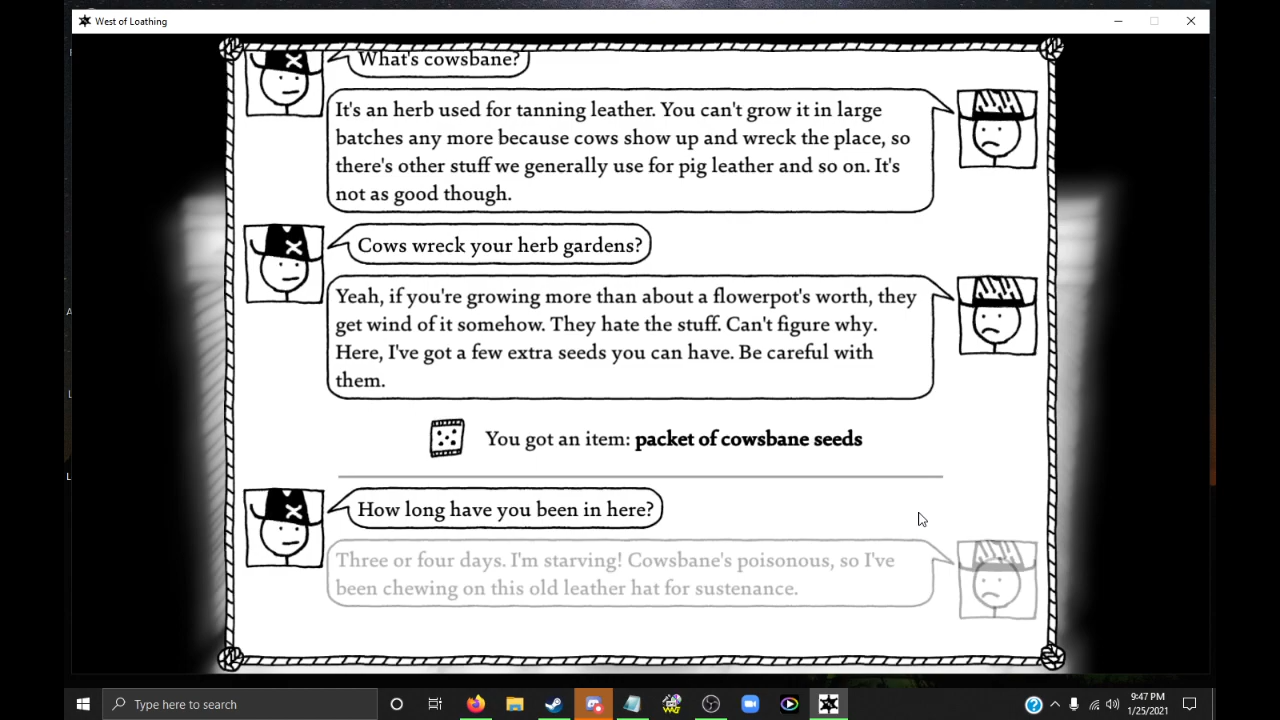 West of Loathing
What's cowsbane?
It's an herb used for tanning leather. You can't grow it in large
batches any more because cows show up and wreck the place, so
there's other stuff we generally use for pig leather and so on. It's
not as good though.
Cows wreck your herb gardens?
Yeah, if you're growing more than about a flowerpot's worth, they
get wind of it somehow. They hate the stuff. Can't figure why.
Here, I've got a few extra seeds you can have. Be careful with
them.
You got an item: packet of cowsbane seeds
How long have you been in here?
Three or four days. I'm starving! Cowsbane's poisonous, so I've
been chewing on this old leather hat for sustenance.
Type here to search
9:47 PM
1/25/2021